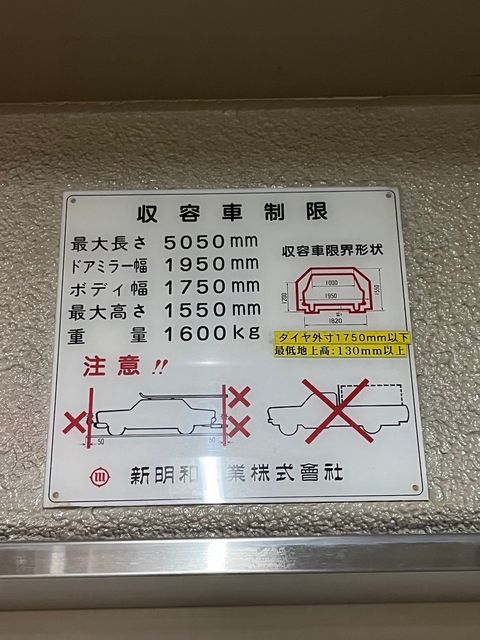 収容車制限
最大長さ 5050mm
ドアミラー幅 1950mm
ボディ幅 1750mm
最大高さ 1550mm
重量 1600kg
収容車限界形状
1000
1950
1820
タイヤ外寸1750mm以下
最低地上高:130mm以上
注意!!
50 50
新明和 業株式會社